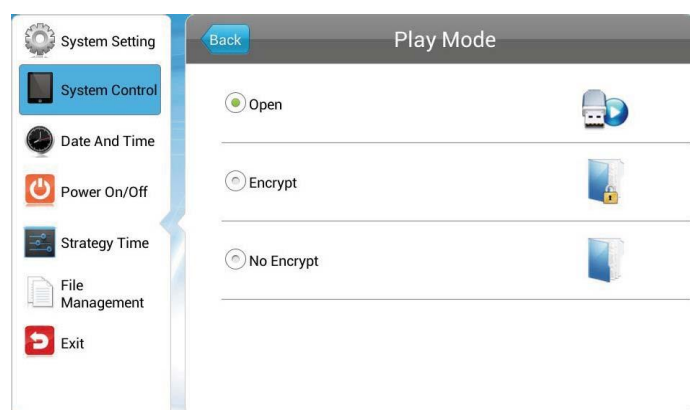 System Setting
System Control
Date And Time
Power On/Off
Strategy Time
File
Management
Exit
Back
Play Mode
Open
Encrypt
No Encrypt